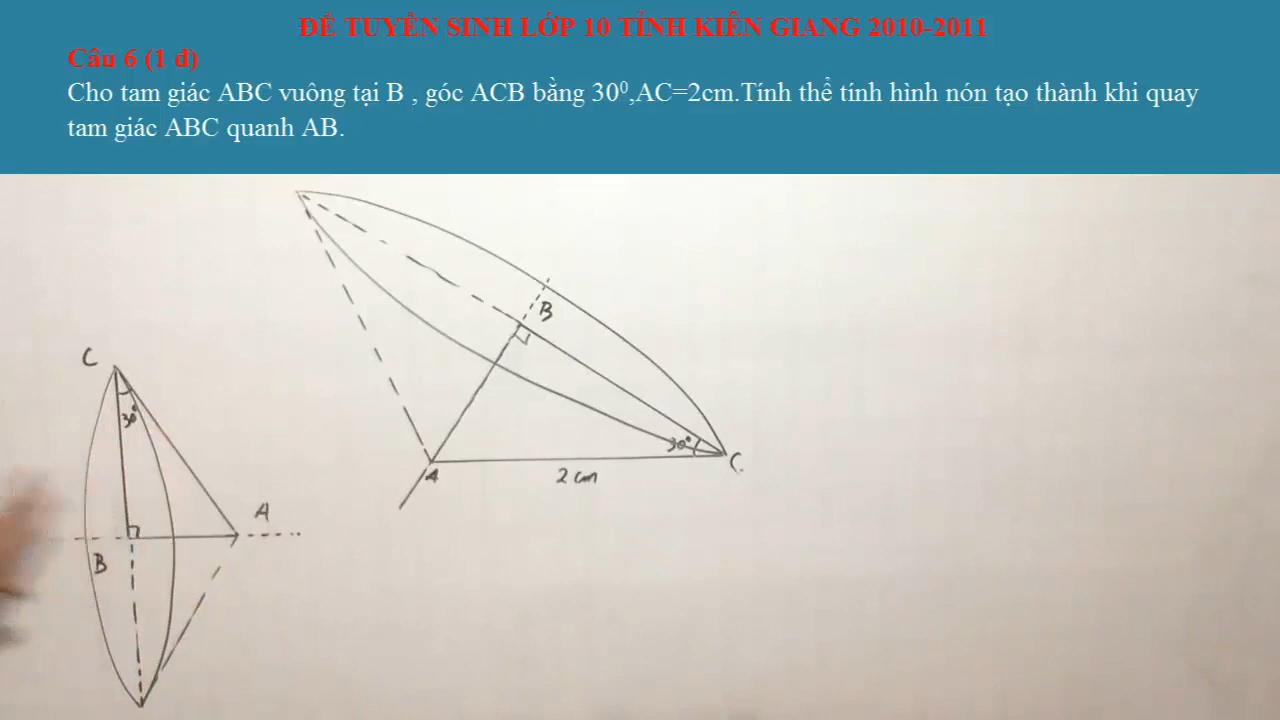 ĐỀ TUYỂN SINH LỚP 10 TỈNH KIÊN GIANG 2010-2011
Câu 6 (1 đ)
Cho tam giác ABC vuông tại B , góc ACB bằng 30⁰,AC=2cm.Tính thể tính hình nón tạo thành khi quay
tam giác ABC quanh AB.
B
C
30°
30°
A
2 cm
C
A
B